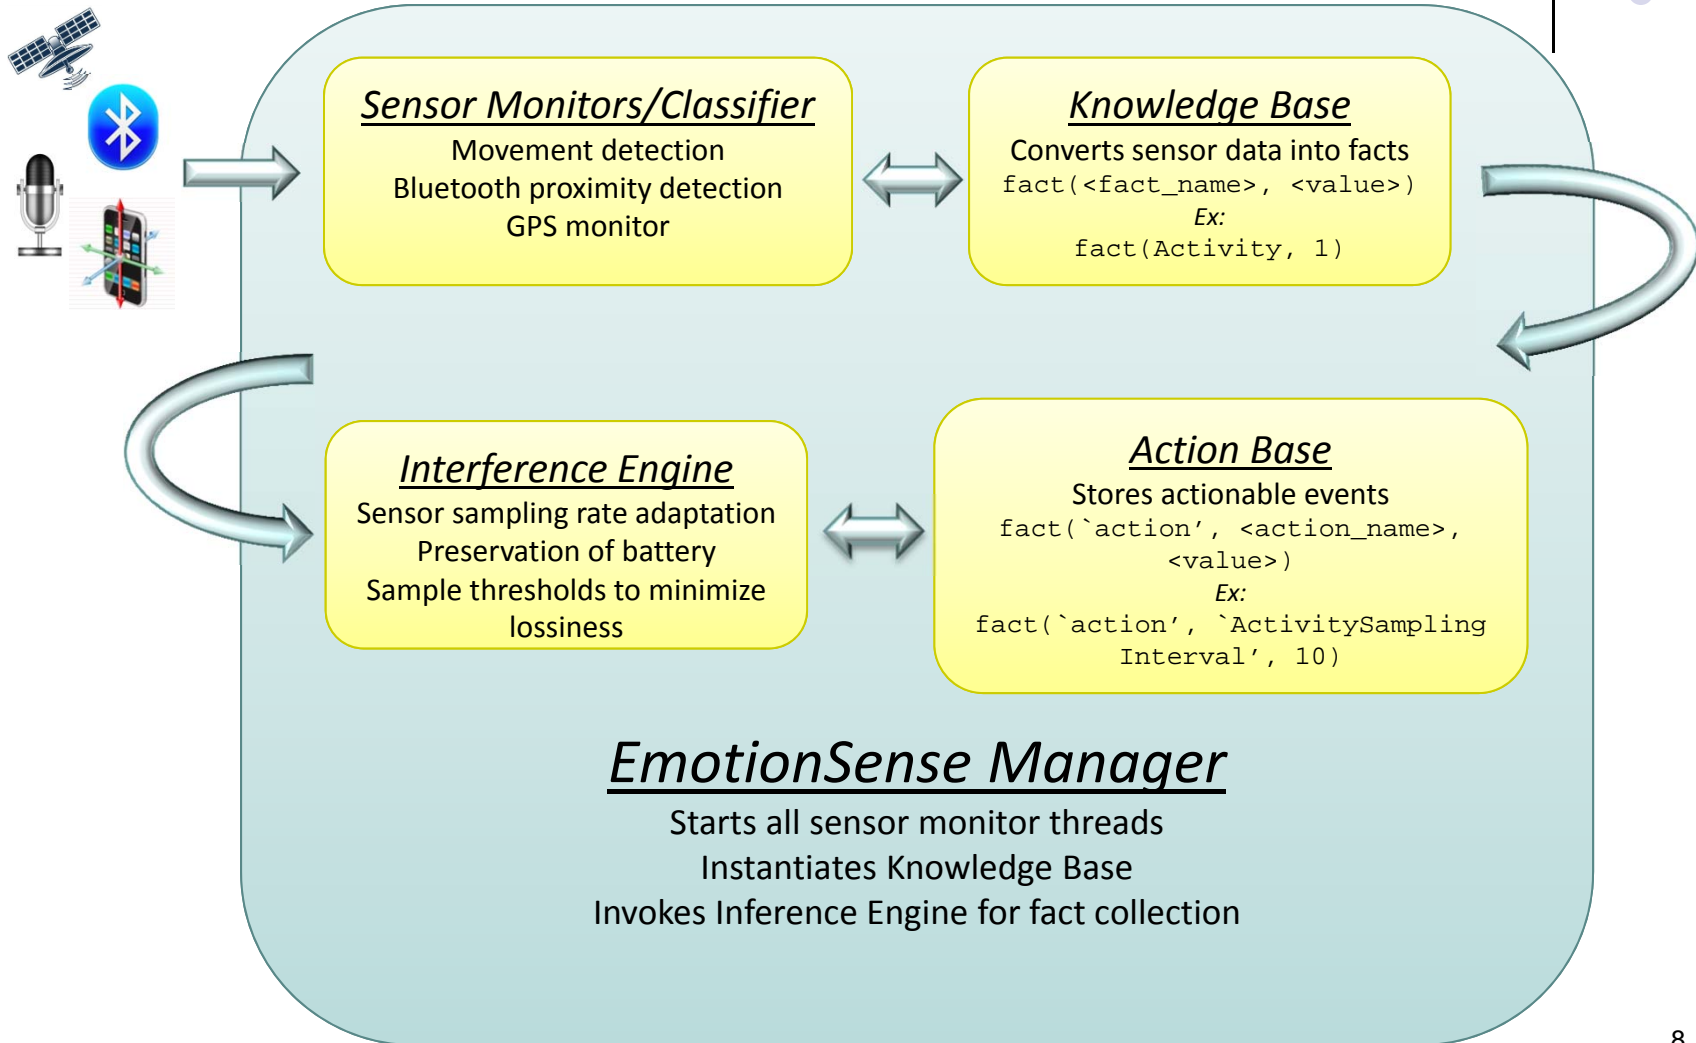 Sensor Monitors/Classifier
Movement detection
Bluetooth proximity detection
GPS monitor
Knowledge Base
Converts sensor data into facts
fact(<fact_name>, <value>)
Ex:
fact(Activity, 1)
Interference Engine
Sensor sampling rate adaptation
Preservation of battery
Sample thresholds to minimize
lossiness
Action Base
Stores actionable events
fact(`action’, <action_name>,
<value>)
Ex:
fact(`action’, `ActivitySampling
Interval’, 10)
EmotionSense Manager
Starts all sensor monitor threads
Instantiates Knowledge Base
Invokes Inference Engine for fact collection
8